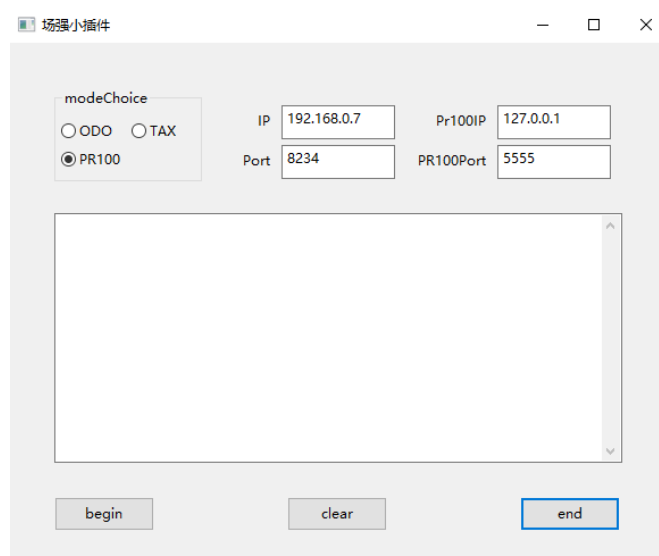 场强小插件
modeChoice
ODO TAX
PR100
IP 192.168.0.7 Pr100IP 127.0.0.1
Port 8234 PR100Port 5555
begin clear end